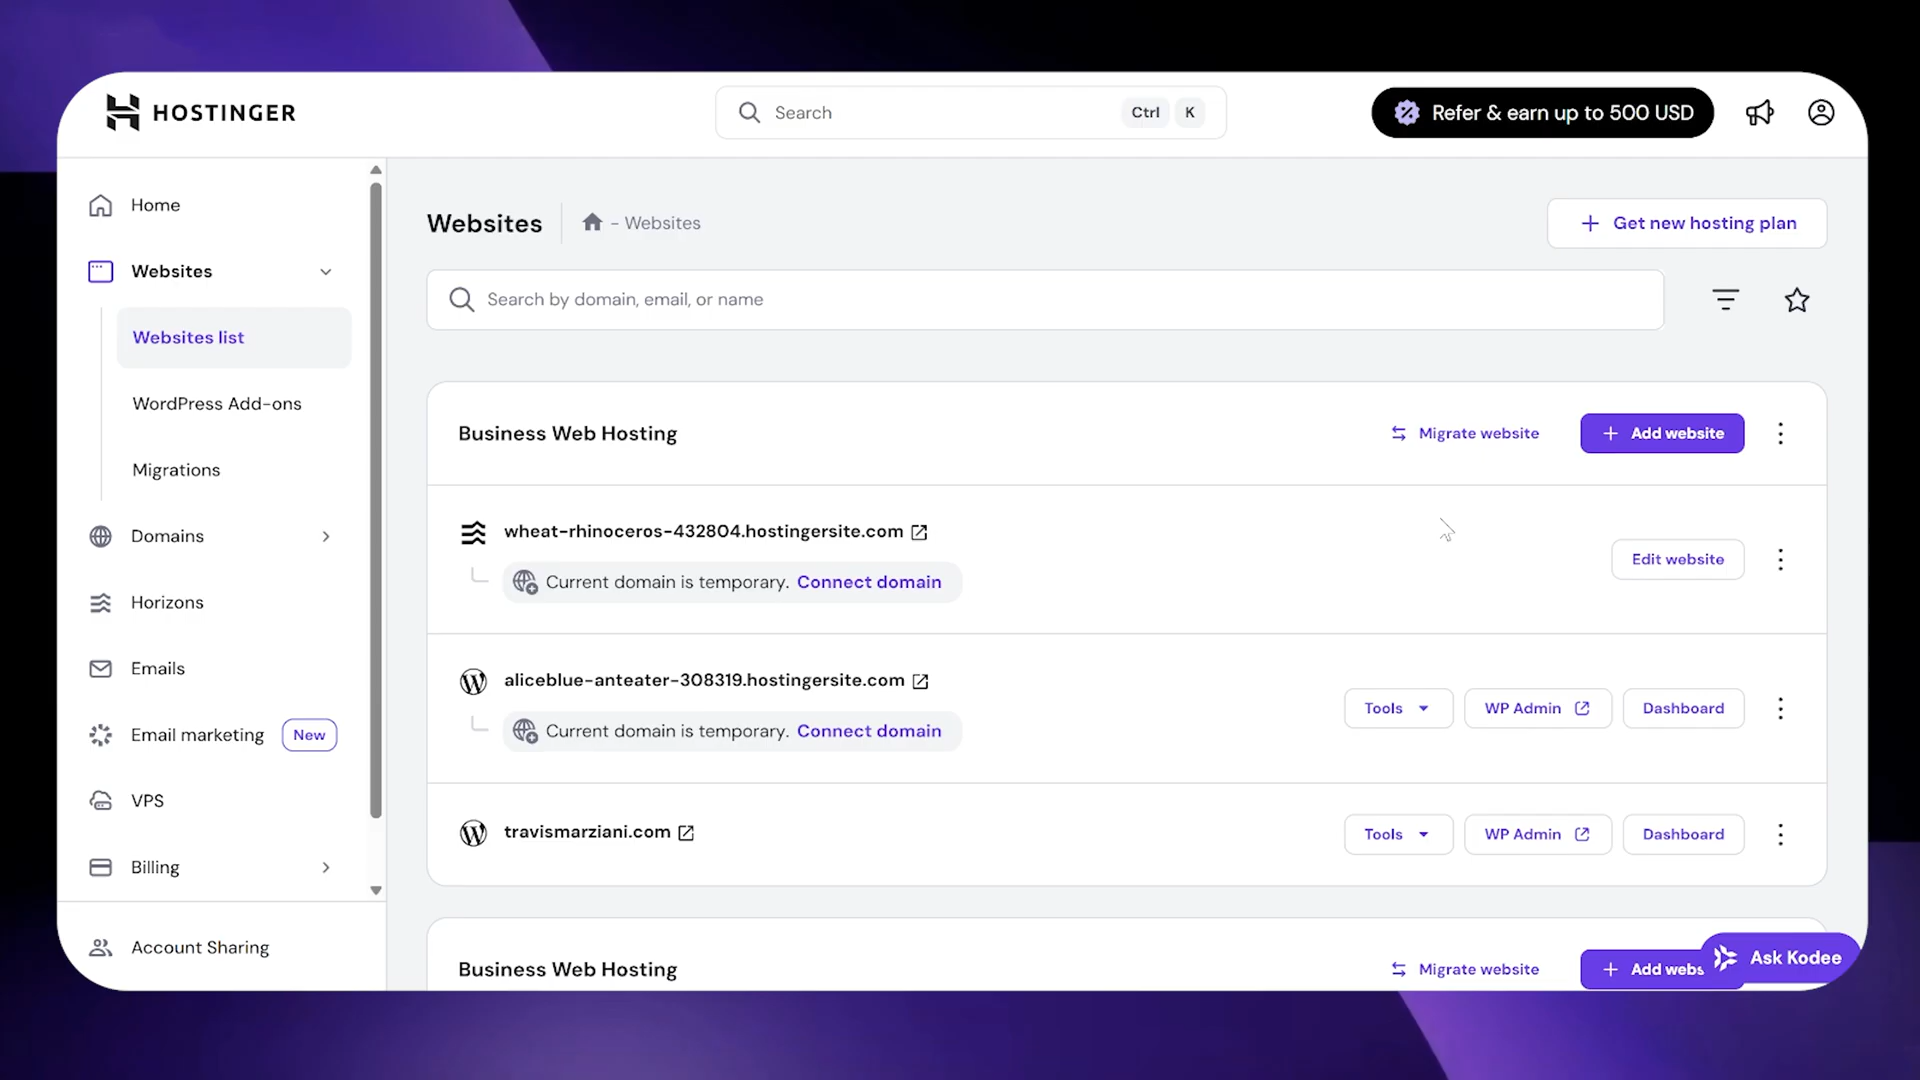 HOSTINGER
Search
Ctrl K
Refer & earn up to 500 USD
Home
Websites
Websites list
WordPress Add-ons
Migrations
Domains
Horizons
Emails
Email marketing New
VPS
Billing
Account Sharing
Websites
- Websites
+ Get new hosting plan
Search by domain, email, or name
Business Web Hosting
Migrate website
+ Add website
wheat-rhinoceros-432804.hostingersite.com
Current domain is temporary. Connect domain
Edit website
aliceblue-anteater-308319.hostingersite.com
Current domain is temporary. Connect domain
Tools
WP Admin
Dashboard
travismarziani.com
Tools
WP Admin
Dashboard
Business Web Hosting
Migrate website
+ Add webs
Ask Kodee